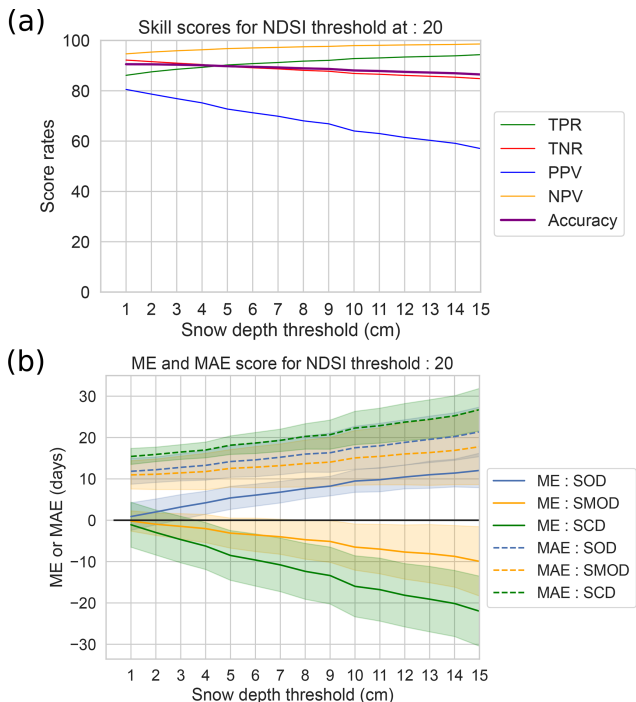 (a)
Skill scores for NDSI threshold at : 20
100
80
60
40
20
0
Score rates
1 2 3 4 5 6 7 8 9 10 11 12 13 14 15
Snow depth threshold (cm)
TPR
TNR
PPV
NPV
Accuracy
(b)
ME and MAE score for NDSI threshold : 20
30
20
10
0
−10
−20
−30
ME or MAE (days)
1 2 3 4 5 6 7 8 9 10 11 12 13 14 15
Snow depth threshold (cm)
ME : SOD
ME : SMOD
ME : SCD
MAE : SOD
MAE : SMOD
MAE : SCD